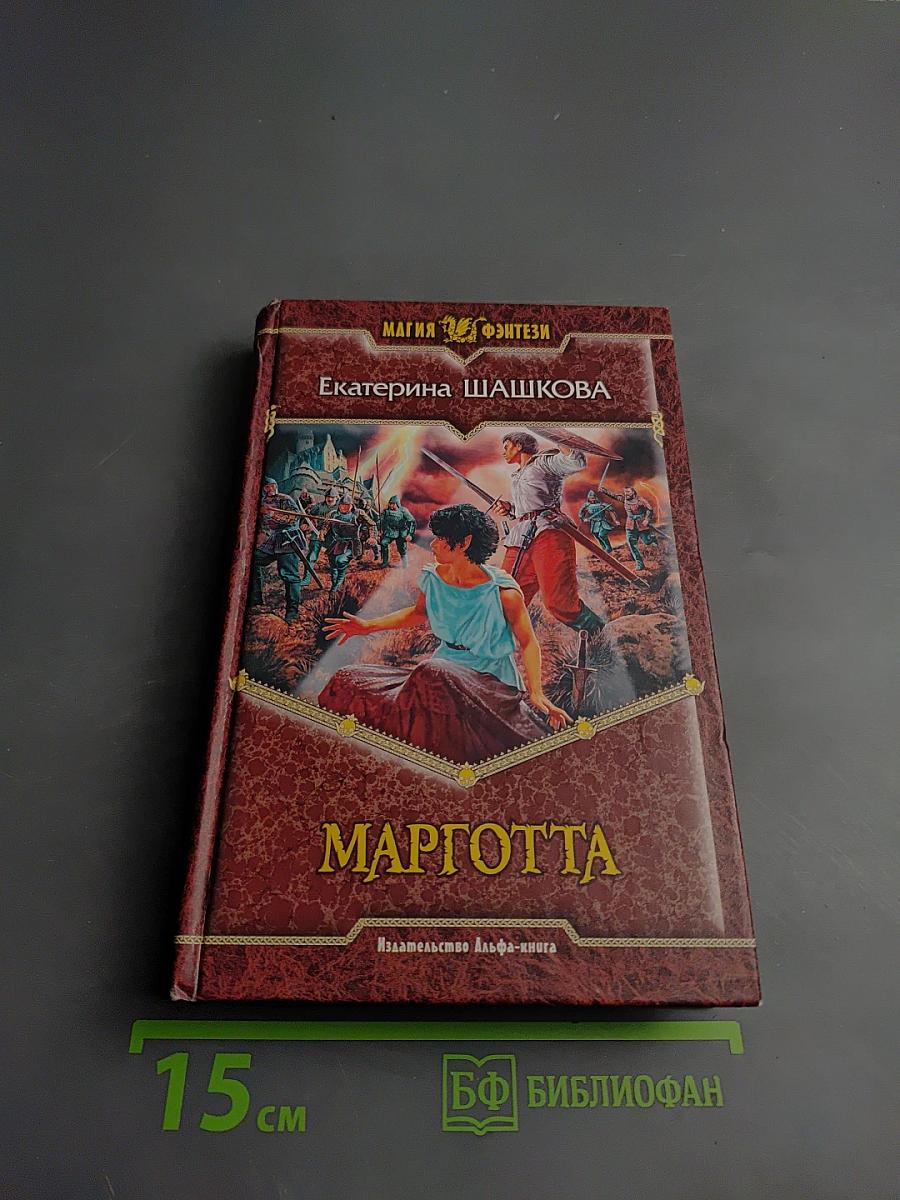 МАГИЯ ФЭНТЕЗИ
Екатерина ШАШКОВА
МАРГОТТА
Издательство Альфа-книга
15 см
БФ БИБЛИОФАН